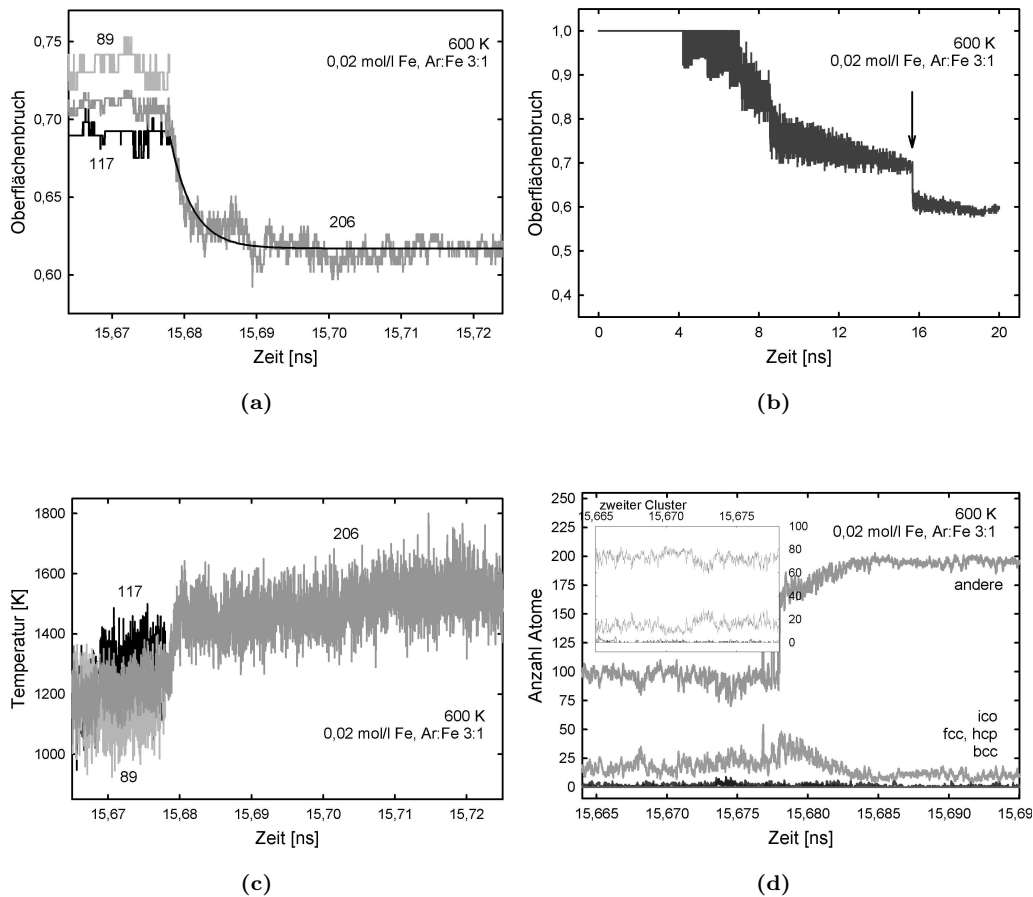 0,75
0,70
0,65
0,60
Oberflächenbruch
89
117
206
600 K
0,02 mol/l Fe, Ar:Fe 3:1
15,67 15,68 15,69 15,70 15,71 15,72
Zeit [ns]
(a)
1,0
0,9
0,8
0,7
0,6
0,5
0,4
Oberflächenbruch
600 K
0,02 mol/l Fe, Ar:Fe 3:1
0 4 8 12 16 20
Zeit [ns]
(b)
1800
1600
1400
1200
1000
Temperatur [K]
117
206
89
600 K
0,02 mol/l Fe, Ar:Fe 3:1
15,67 15,68 15,69 15,70 15,71 15,72
Zeit [ns]
(c)
250
225
200
175
150
125
100
75
50
25
0
Anzahl Atome
zweiter Cluster
15,665 15,670 15,675
100
80
60
40
20
0
600 K
0,02 mol/l Fe, Ar:Fe 3:1
andere
ico
fcc, hcp
bcc
15,665 15,670 15,675 15,680 15,685 15,690 15,69
Zeit [ns]
(d)